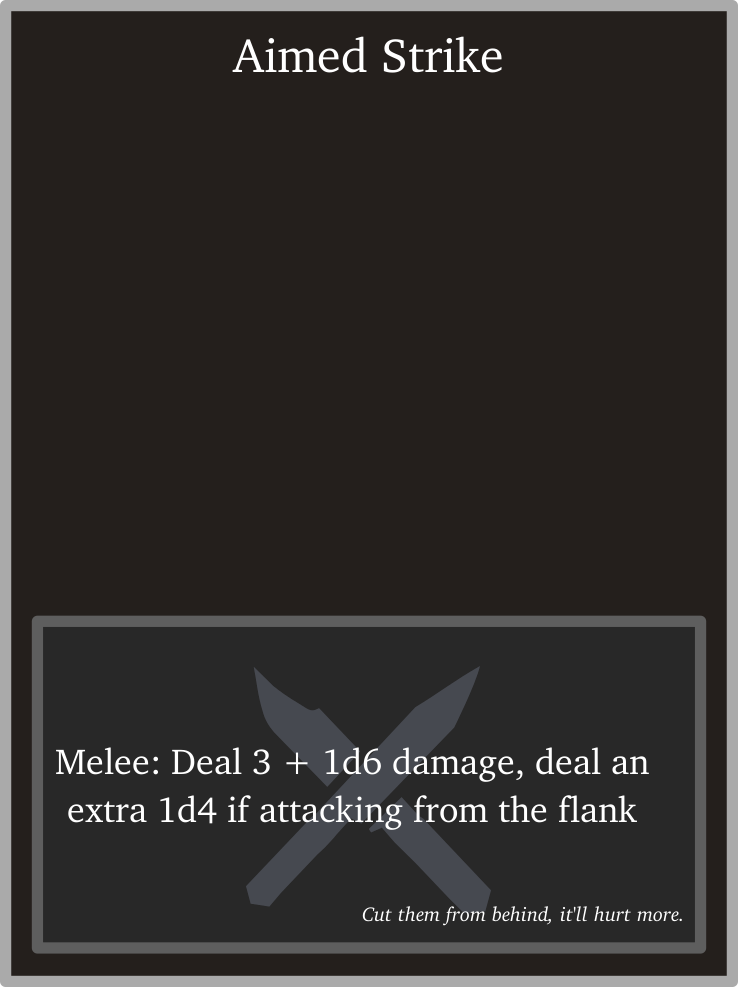 Aimed Strike
Melee: Deal 3 + 1d6 damage, deal an
extra 1d4 if attacking from the flank
Cut them from behind, it'll hurt more.